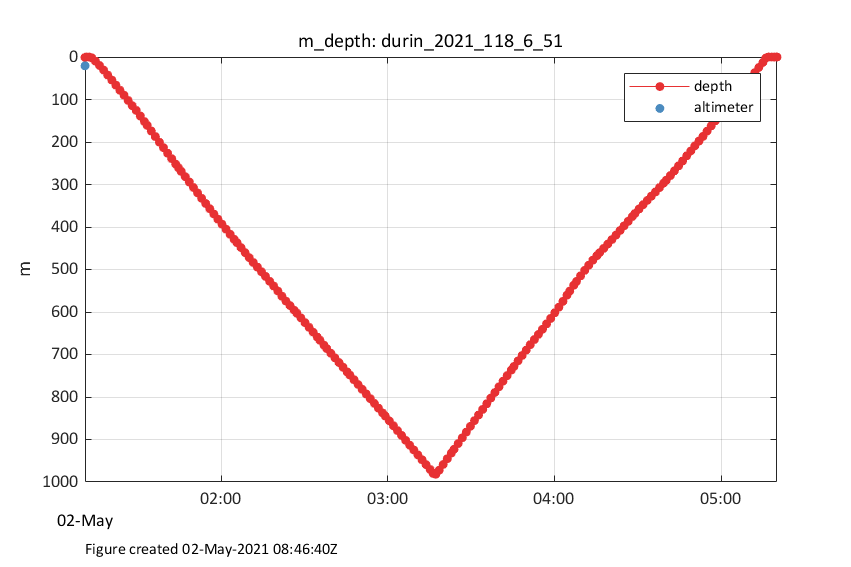 m_depth: durin_2021_118_6_51
0
100
200
300
400
500
600
700
800
900
1000
m
depth
altimeter
02:00 03:00 04:00 05:00
02-May
Figure created 02-May-2021 08:46:40Z